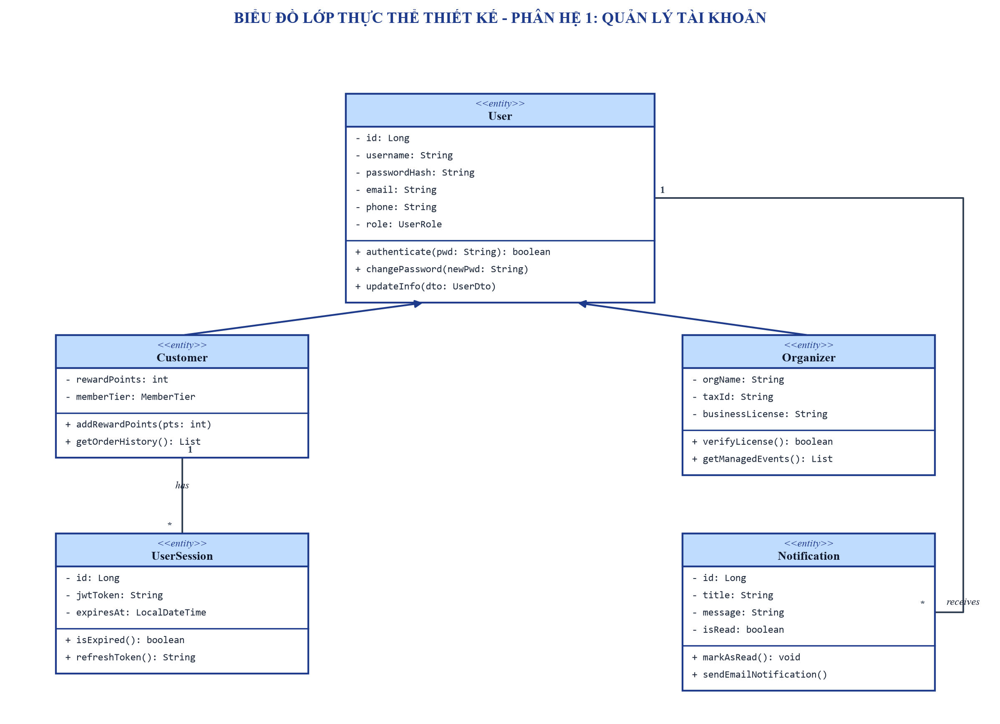 BIỂU ĐỒ LỚP THỰC THỂ THIẾT KẾ - PHÂN HỆ 1: QUẢN LÝ TÀI KHOẢN
<<entity>>
User
- id: Long
- username: String
- passwordHash: String
- email: String
- phone: String
- role: UserRole
+ authenticate(pwd: String): boolean
+ changePassword(newPwd: String)
+ updateInfo(dto: UserDto)
1
<<entity>>
Customer
- rewardPoints: int
- memberTier: MemberTier
+ addRewardPoints(pts: int)
+ getOrderHistory(): List
1
has
*
<<entity>>
Organizer
- orgName: String
- taxId: String
- businessLicense: String
+ verifyLicense(): boolean
+ getManagedEvents(): List
<<entity>>
UserSession
- id: Long
- jwtToken: String
- expiresAt: LocalDateTime
+ isExpired(): boolean
+ refreshToken(): String
<<entity>>
Notification
- id: Long
- title: String
- message: String
- isRead: boolean
+ markAsRead(): void
+ sendEmailNotification()
*
receives